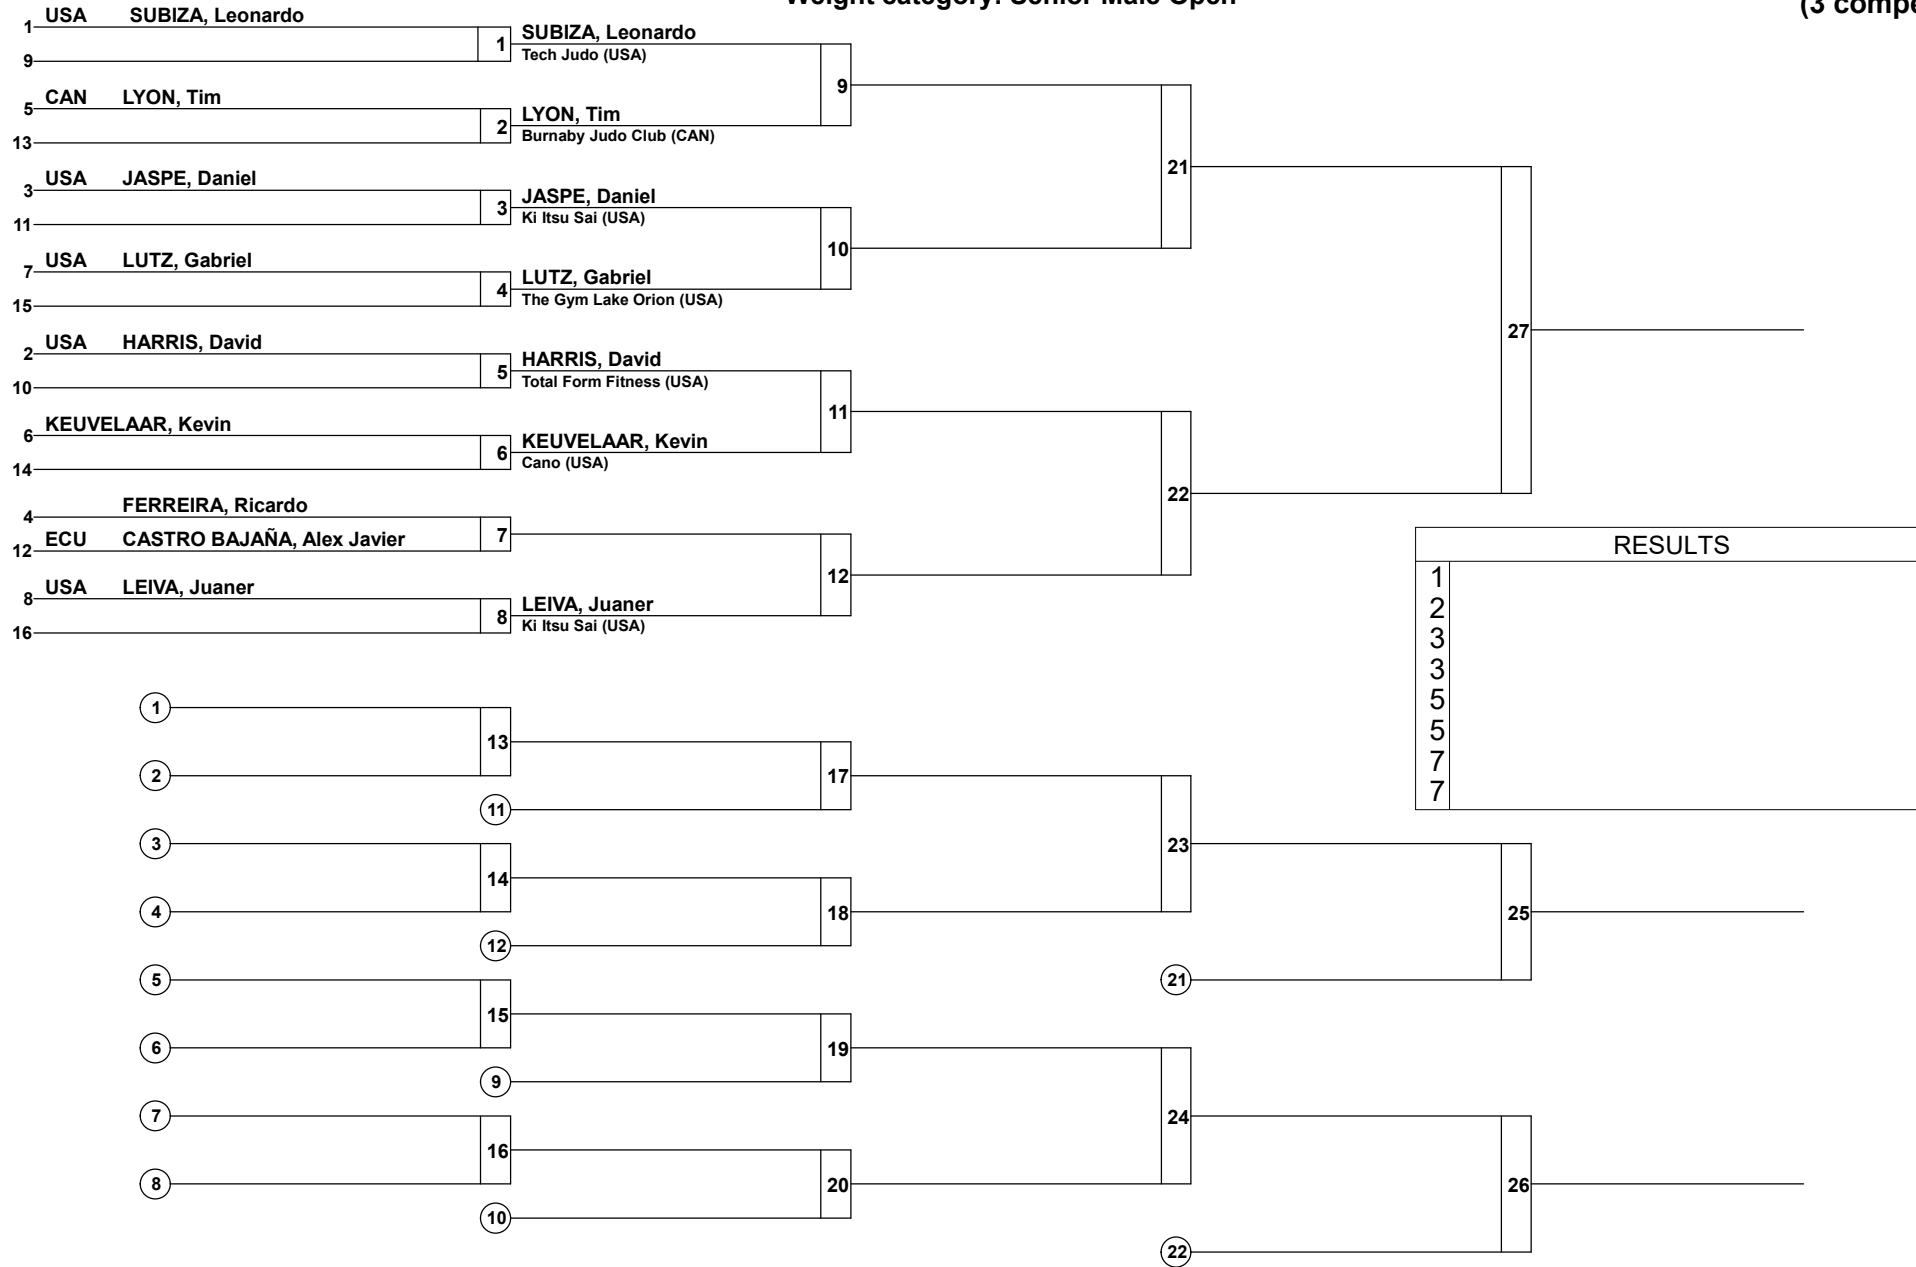 Weight category: Senior Male Open
(3 compe
1 USA SUBIZA, Leonardo
9
1 SUBIZA, Leonardo
Tech Judo (USA)
5 CAN LYON, Tim
13
2 LYON, Tim
Burnaby Judo Club (CAN)
3 USA JASPE, Daniel
11
3 JASPE, Daniel
Ki Itsu Sai (USA)
7 USA LUTZ, Gabriel
15
4 LUTZ, Gabriel
The Gym Lake Orion (USA)
2 USA HARRIS, David
10
5 HARRIS, David
Total Form Fitness (USA)
6 KEUVELAAR, Kevin
14
6 KEUVELAAR, Kevin
Cano (USA)
4 FERREIRA, Ricardo
12 ECU CASTRO BAJAÑA, Alex Javier
7
8 USA LEIVA, Juaner
16
8 LEIVA, Juaner
Ki Itsu Sai (USA)
9
10
11
12
21
22
27
RESULTS
1
2
3
3
5
5
7
7
1
2
13
11
17
3
4
14
12
18
23
21
25
5
6
15
9
19
7
8
16
10
20
24
22
26